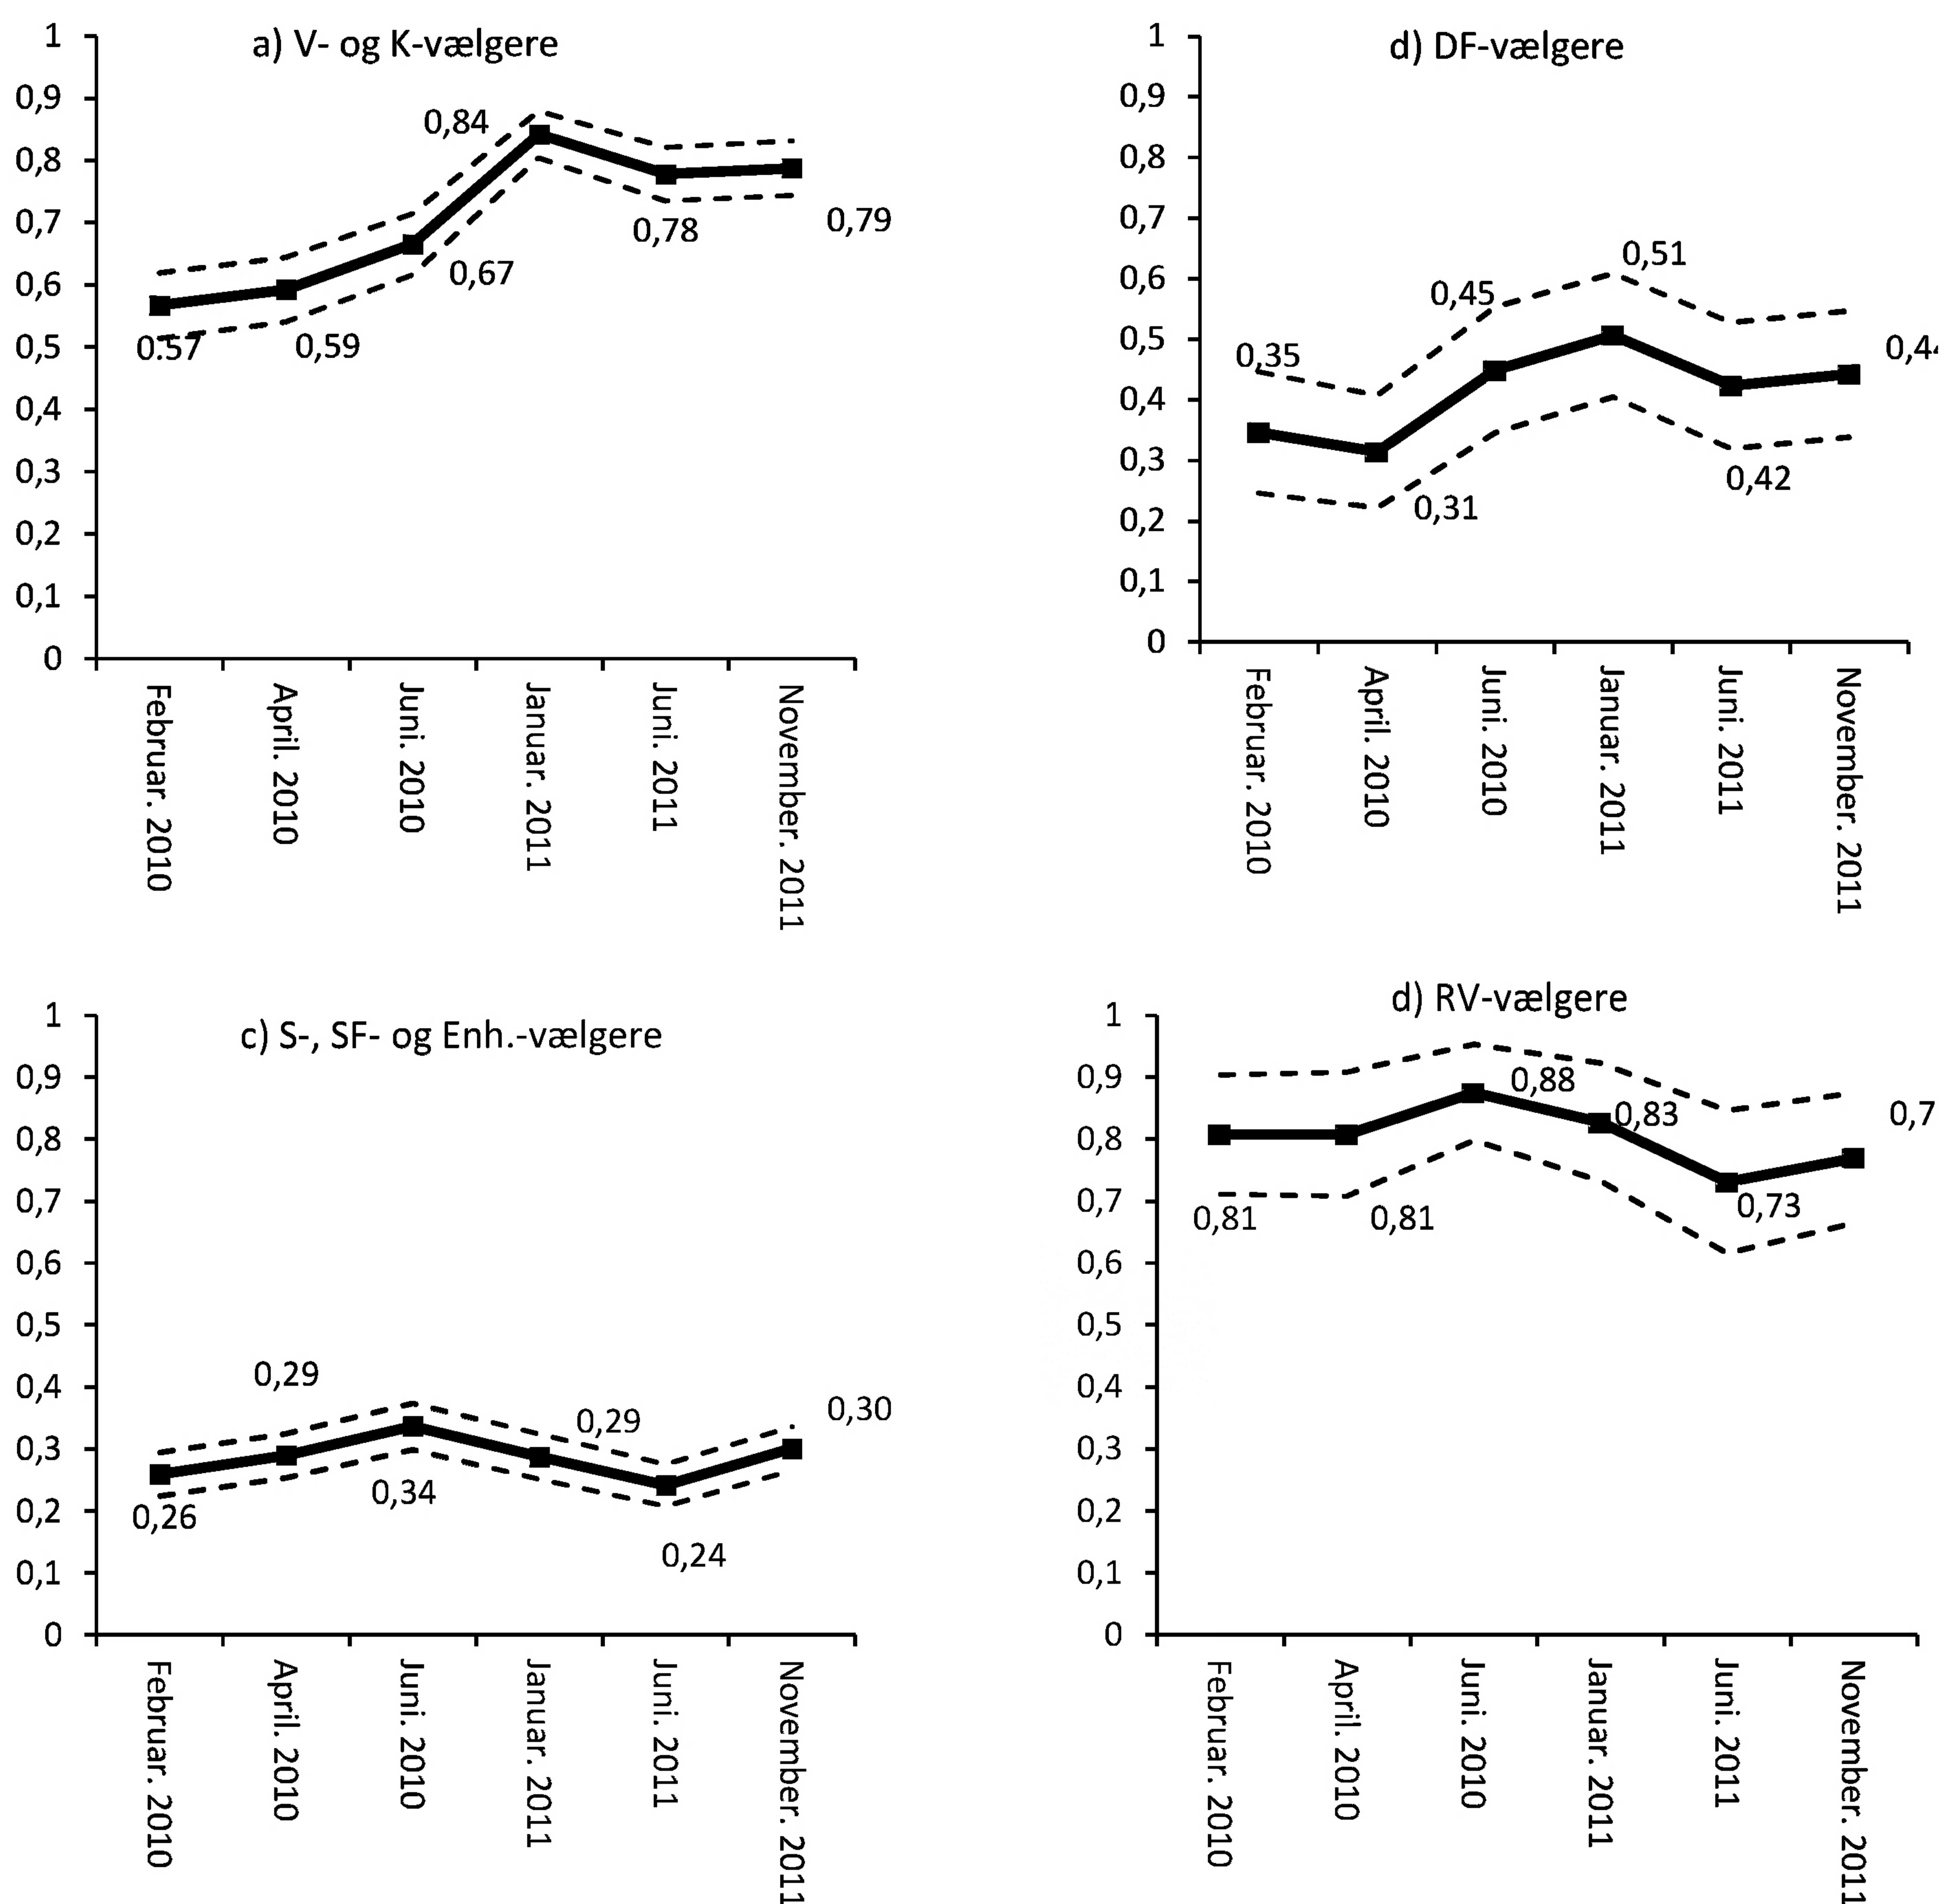 a) V- og K-vælgere
1
0,9
0,8
0,7
0,6
0,5
0,4
0,3
0,2
0,1
0
0.57
0,59
0,67
0,84
0,78
0,79
Februar. 2010
April. 2010
Juni. 2010
Januar. 2011
Juni. 2011
November. 2011
d) DF-vælgere
1
0,9
0,8
0,7
0,6
0,5
0,4
0,3
0,2
0,1
0
0,35
0,31
0,45
0,51
0,42
0,44
Februar. 2010
April. 2010
Juni. 2010
Januar. 2011
Juni. 2011
November. 2011
c) S-, SF- og Enh.-vælgere
1
0,9
0,8
0,7
0,6
0,5
0,4
0,3
0,2
0,1
0
0,26
0,29
0,34
0,29
0,24
0,30
Februar. 2010
April. 2010
Juni. 2010
Januar. 2011
Juni. 2011
November. 2011
d) RV-vælgere
1
0,9
0,8
0,7
0,6
0,5
0,4
0,3
0,2
0,1
0
0,81
0,81
0,88
0,83
0,73
0,7
Februar. 2010
April. 2010
Juni. 2010
Januar. 2011
Juni. 2011
November. 2011